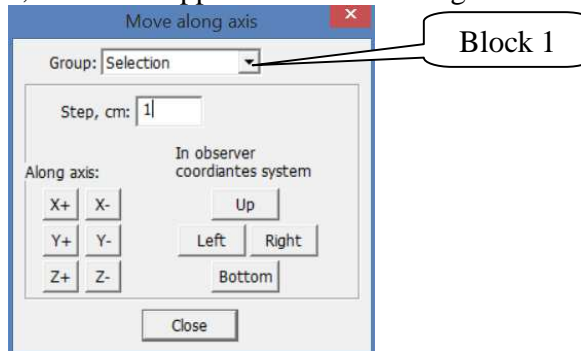 Move along axis
Block 1
Group: Selection
Step, cm: 1
In observer
coordiantes system
Along axis:
X+ X- Up
Y+ Y- Left Right
Z+ Z- Bottom
Close